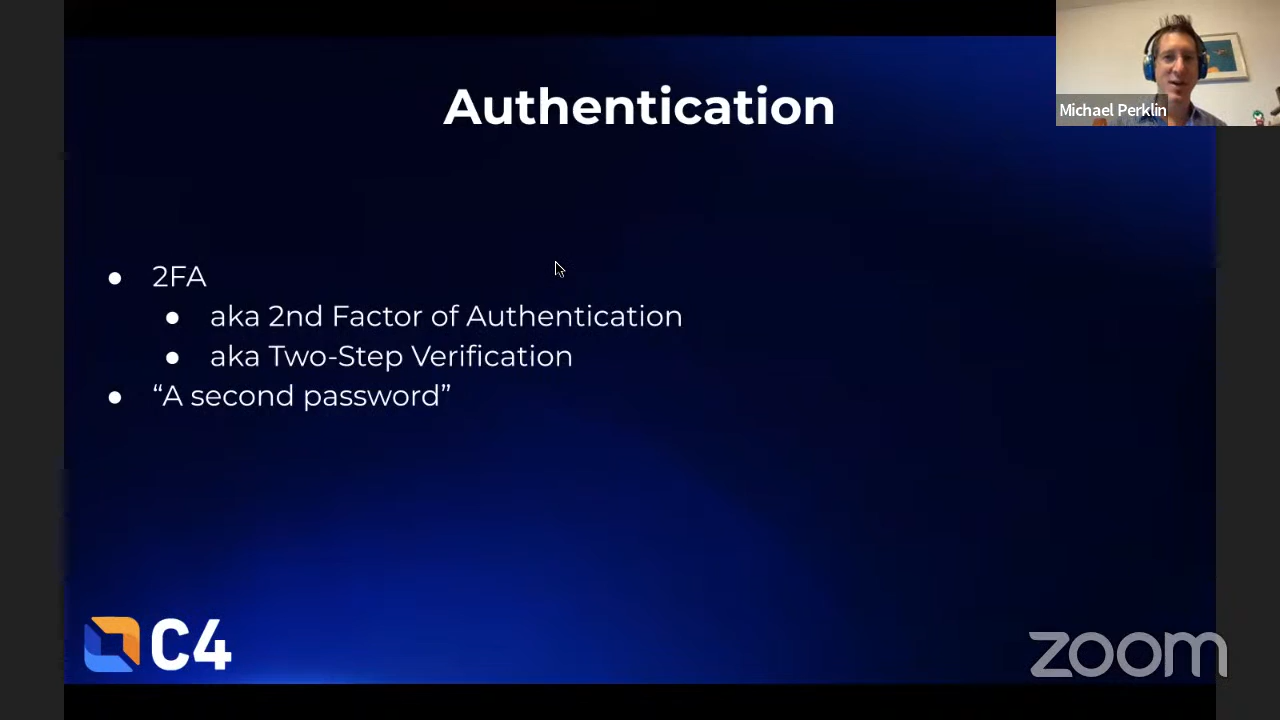 Authentication
Michael Perklin
● 2FA
● aka 2nd Factor of Authentication
● aka Two-Step Verification
● “A second password”
C4
zoom